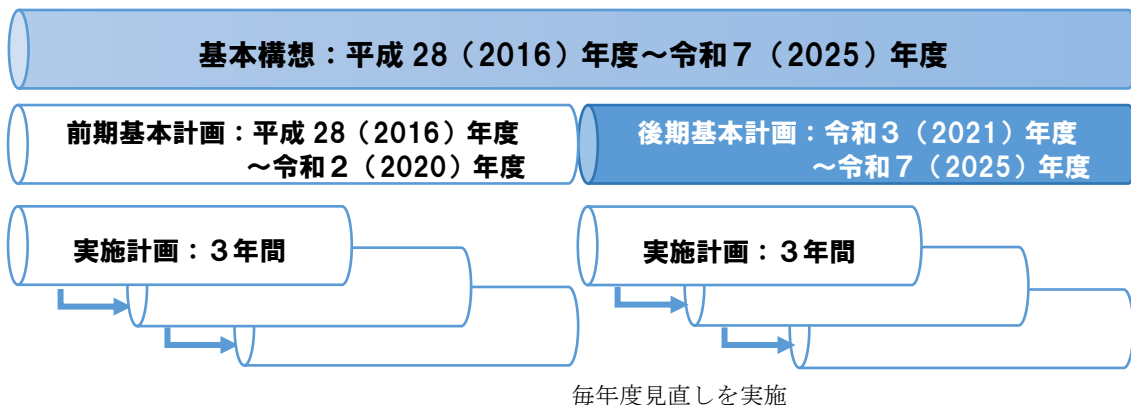 基本構想：平成 28（2016）年度～令和７（2025）年度
前期基本計画：平成 28（2016）年度
～令和２（2020）年度
後期基本計画：令和３（2021）年度
～令和７（2025）年度
実施計画：３年間
実施計画：３年間
毎年度見直しを実施